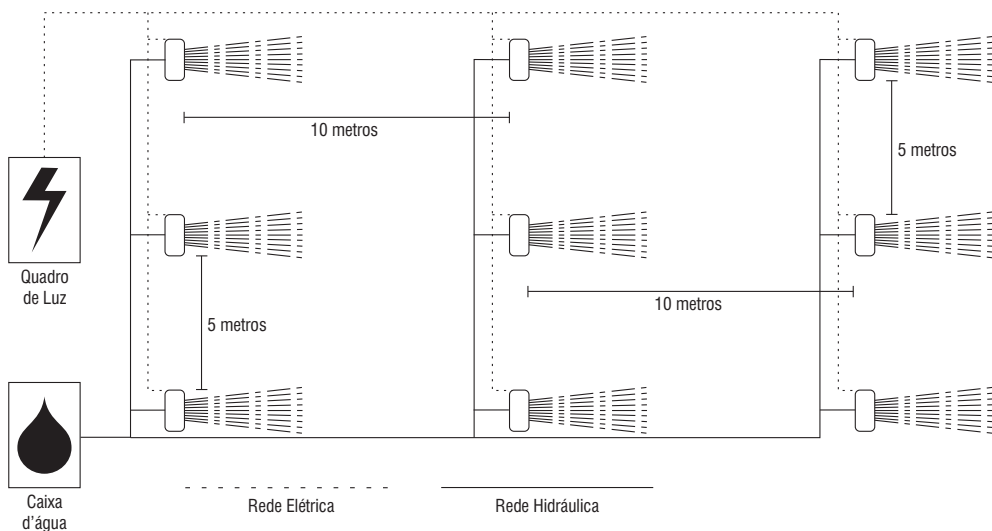 10 metros
5 metros
Quadro
de Luz
10 metros
5 metros
Caixa
d’água
Rede Elétrica
Rede Hidráulica